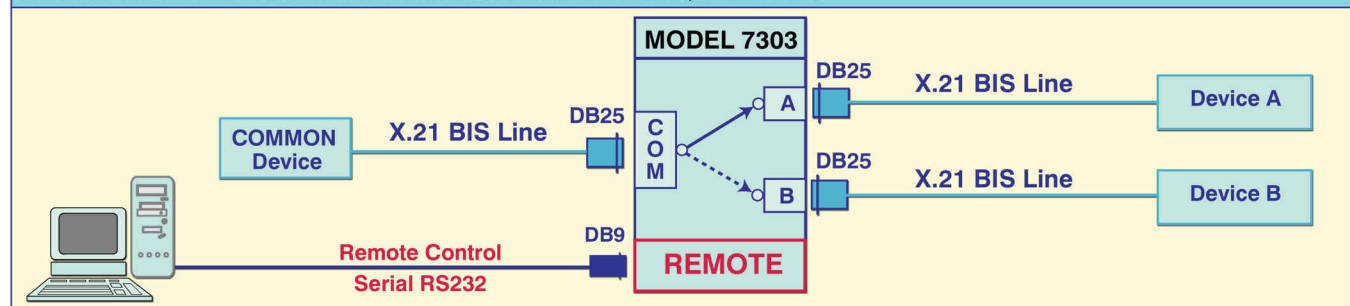 MODEL 7303
DB25
X.21 BIS Line
Device A
A
DB25
X.21 BIS Line
COMMON
Device
COM
DB25
X.21 BIS Line
Device B
B
DB9
Remote Control
Serial RS232
REMOTE